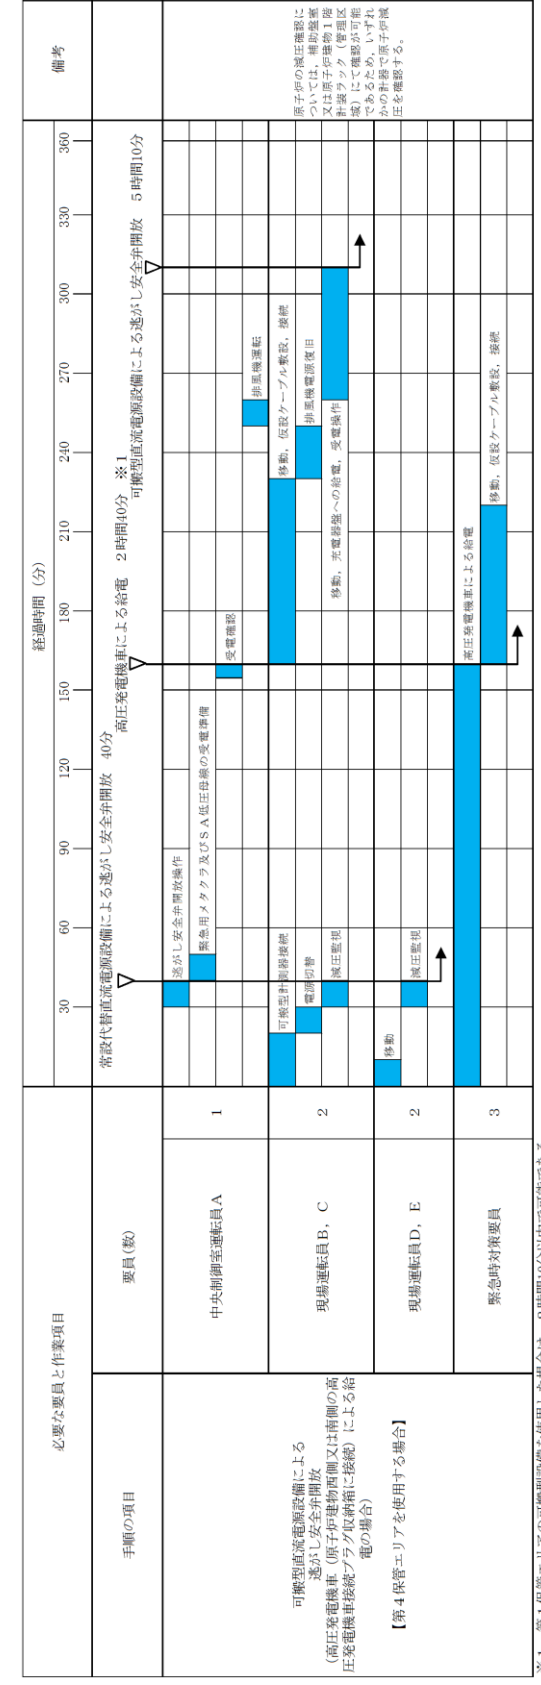 必要な要員と作業項目
経過時間（分）
備考
手順の項目
要員(数)
30
60
90
120
150
180
210
240
270
300
330
360
常設代替直流電源設備による逃がし安全弁開放　40分
高圧発電機車による給電　２時間40分　※１
可搬型直流電源設備による逃がし安全弁開放　５時間10分
可搬型直流電源設備による
逃がし安全弁開放
(高圧発電機車（原子炉建物西側又は南側の高
圧発電機車接続プラグ収納箱に接続）による給
電の場合)
【第４保管エリアを使用する場合】
中央制御室運転員Ａ
1
逃がし安全弁開放操作
緊急用メタクラ及びＳＡ低圧母線の受電準備
受電確認
排風機運転
現場運転員Ｂ，Ｃ
2
可搬型計測器接続
移動，仮設ケーブル敷設，接続
電源切替
排風機電源復旧
減圧監視
移動，充電器盤への給電，受電操作
現場運転員Ｄ，Ｅ
2
移動
減圧監視
緊急時対策要員
3
高圧発電機車による給電
移動，仮設ケーブル敷設，接続
原子炉の減圧確認に
ついては，補助盤室
又は原子炉建物１階
計装ラック（管理区
域）にて確認が可能
であるため，いずれ
かの計器で原子炉減
圧を確認する。